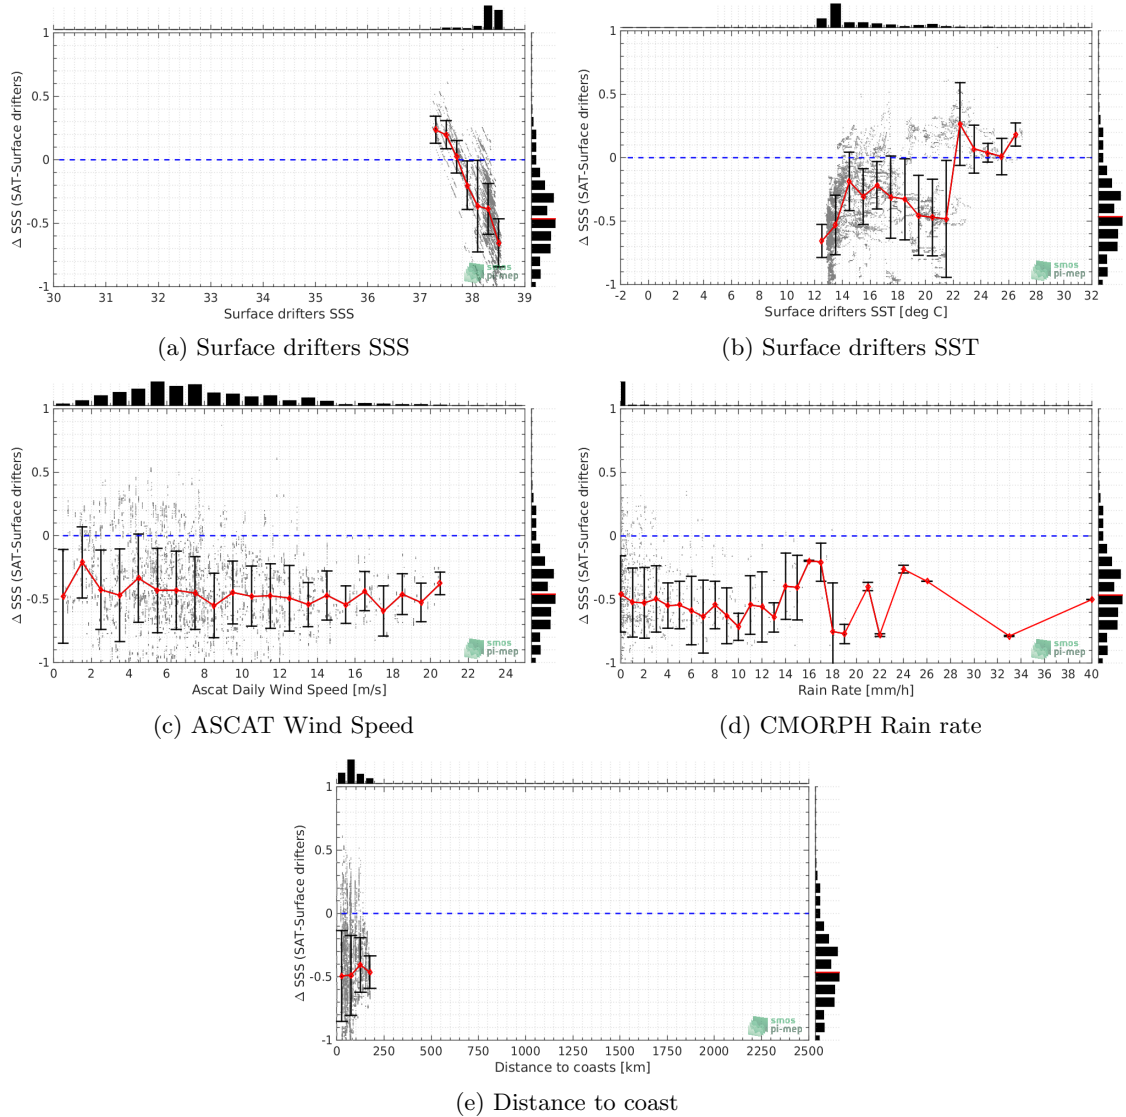 1
0.5
0
-0.5
-1
Δ SSS (SAT-Surface drifters)
30 31 32 33 34 35 36 37 38 39
Surface drifters SSS
smos
pi-mep
(a) Surface drifters SSS
1
0.5
0
-0.5
-1
Δ SSS (SAT-Surface drifters)
-2 0 2 4 6 8 10 12 14 16 18 20 22 24 26 28 30 32
Surface drifters SST [deg C]
smos
pi-mep
(b) Surface drifters SST
1
0.5
0
-0.5
-1
Δ SSS (SAT-Surface drifters)
0 2 4 6 8 10 12 14 16 18 20 22 24
Ascat Daily Wind Speed [m/s]
smos
pi-mep
(c) ASCAT Wind Speed
1
0.5
0
-0.5
-1
Δ SSS (SAT-Surface drifters)
0 2 4 6 8 10 12 14 16 18 20 22 24 26 28 30 32 34 36 38 40
Rain Rate [mm/h]
smos
pi-mep
(d) CMORPH Rain rate
1
0.5
0
-0.5
-1
Δ SSS (SAT-Surface drifters)
0 250 500 750 1000 1250 1500 1750 2000 2250 2500
Distance to coasts [km]
smos
pi-mep
(e) Distance to coast